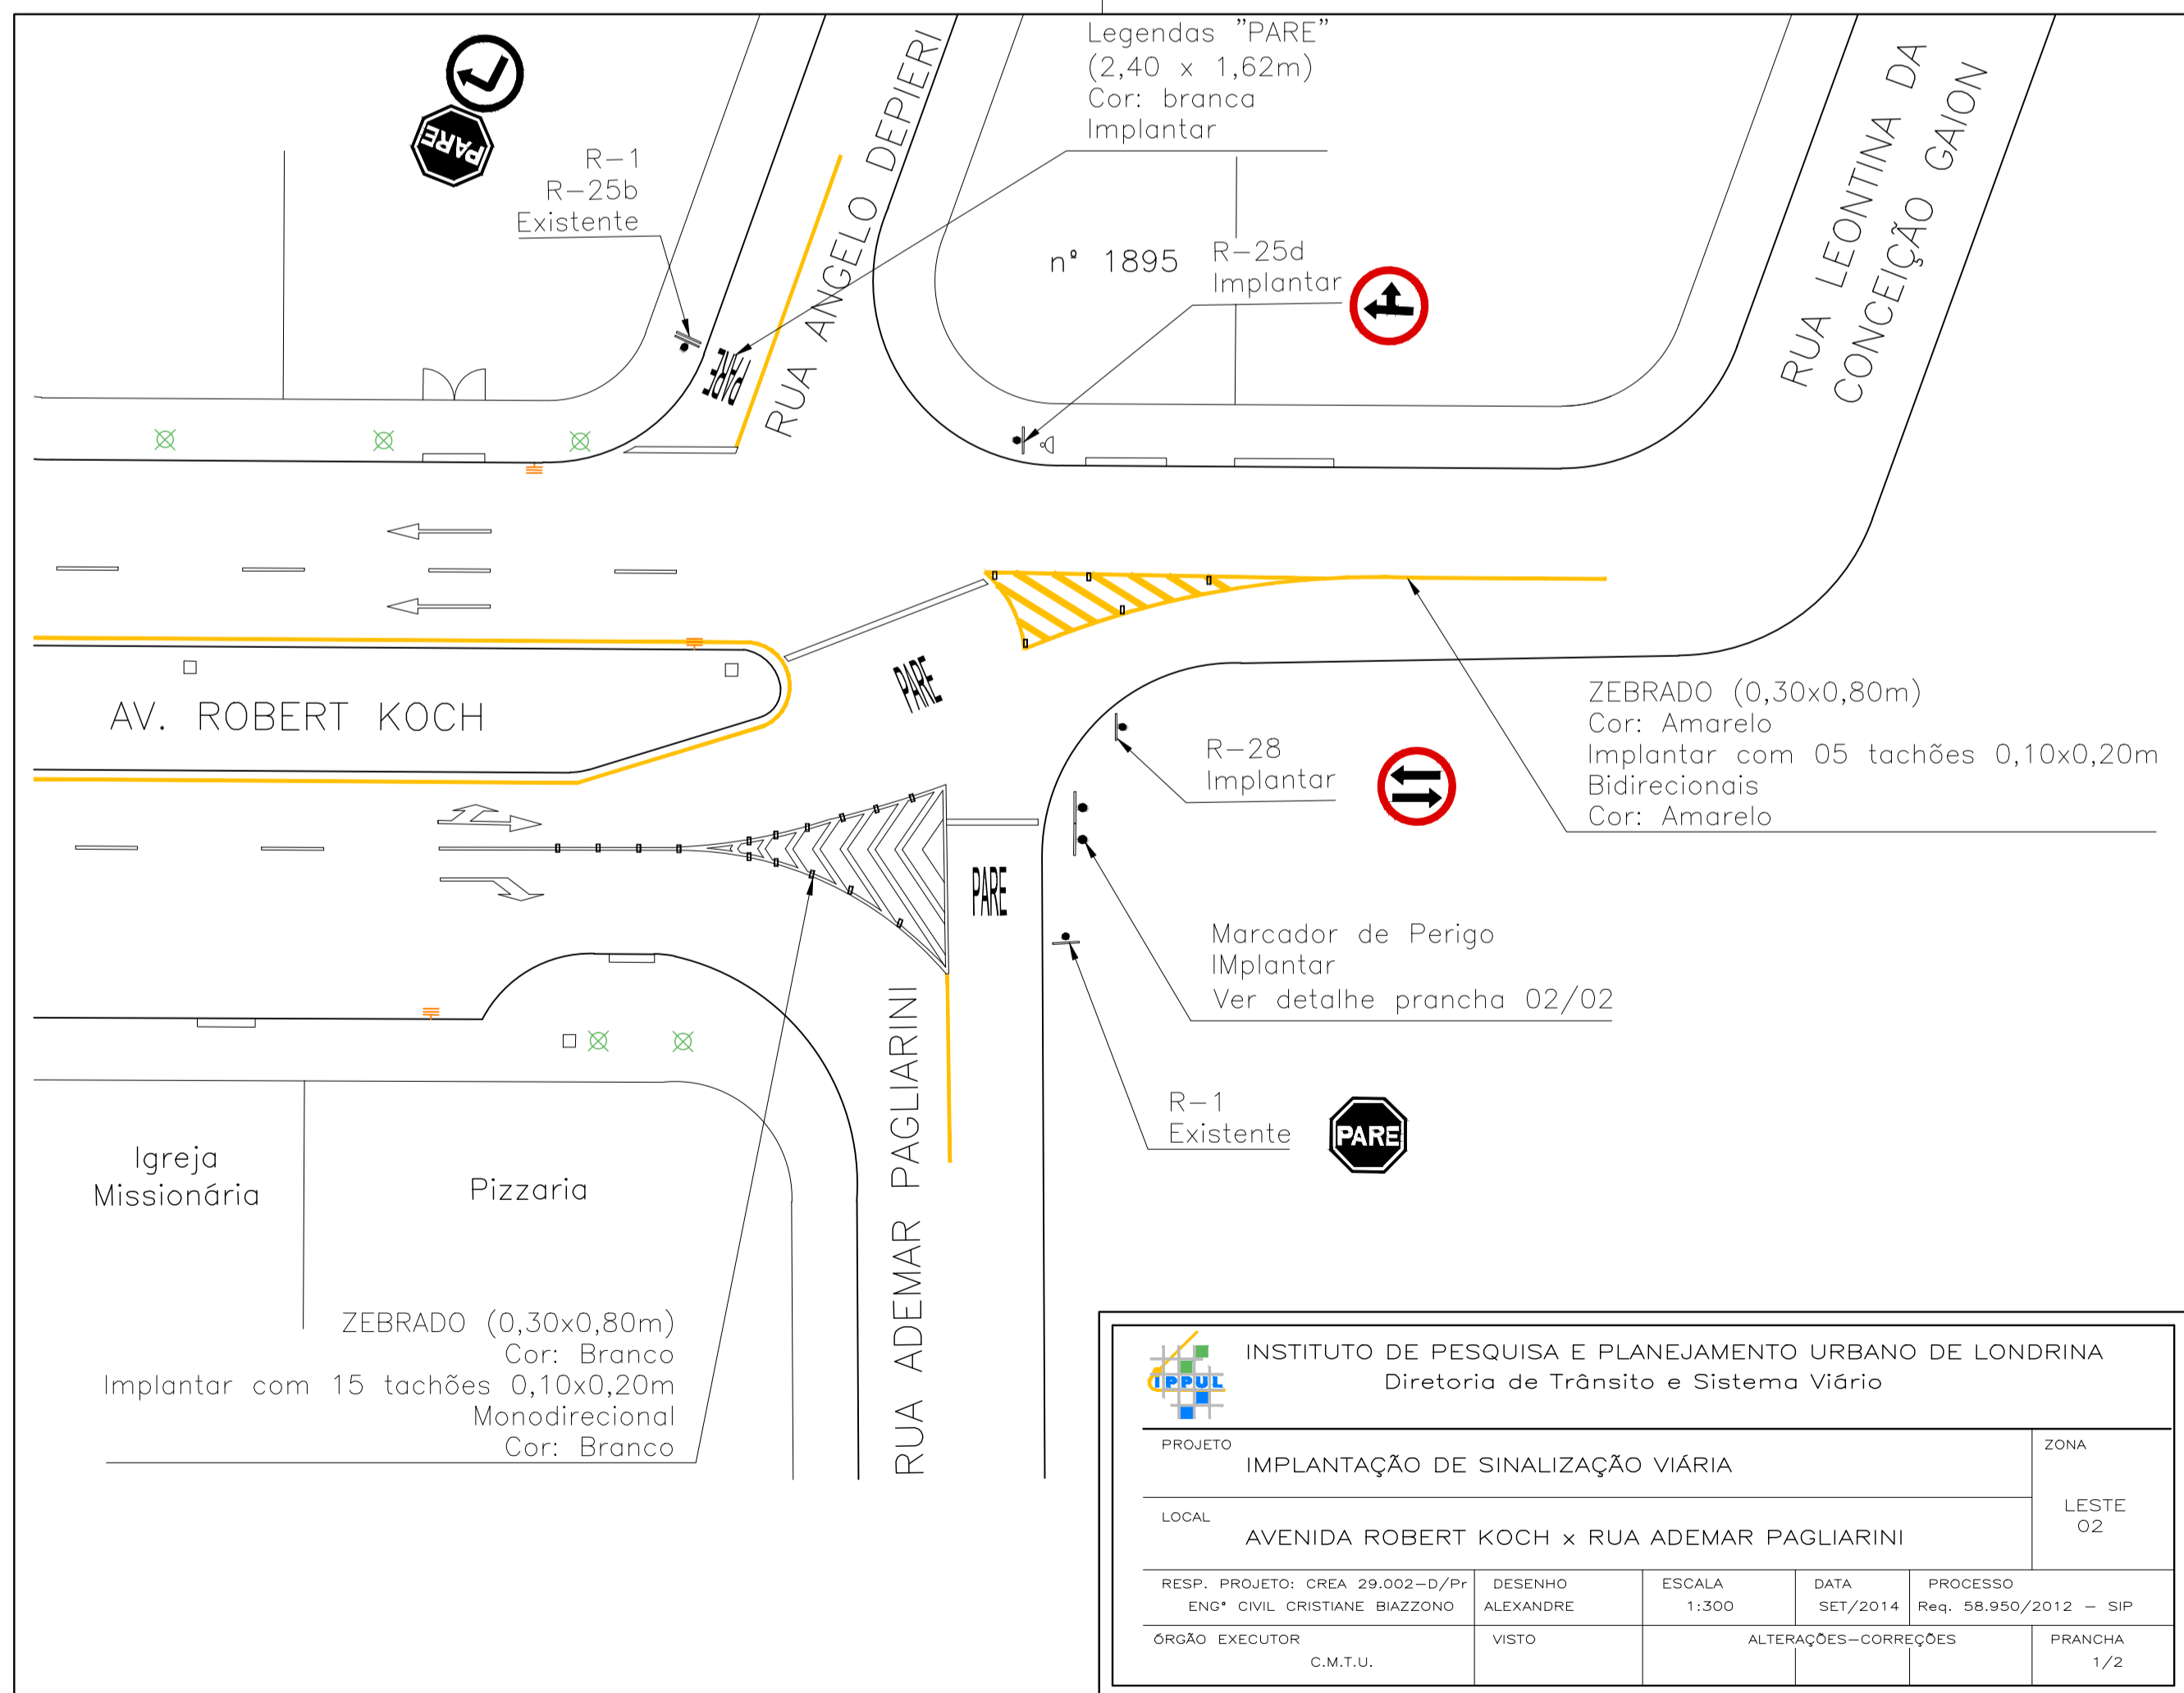 Legendas "PARE"
(2,40 x 1,62m)
Cor: branca
Implantar
PARE
R-1
R-25b
Existente
RUA ANGELO DEPIERI
nº 1895
R-25d
Implantar
RUA LEONTINA DA
CONCEIÇÃO GAION
PARE
PARE
AV. ROBERT KOCH
R-28
Implantar
ZEBRADO (0,30x0,80m)
Cor: Amarelo
Implantar com 05 tachões 0,10x0,20m
Bidirecionais
Cor: Amarelo
PARE
Marcador de Perigo
IMplantar
Ver detalhe prancha 02/02
R-1
Existente
PARE
RUA ADEMAR PAGLIARINI
Igreja
Missionária
Pizzaria
ZEBRADO (0,30x0,80m)
Cor: Branco
Implantar com 15 tachões 0,10x0,20m
Monodirecional
Cor: Branco
IPPUL
INSTITUTO DE PESQUISA E PLANEJAMENTO URBANO DE LONDRINA
Diretoria de Trânsito e Sistema Viário
PROJETO
IMPLANTAÇÃO DE SINALIZAÇÃO VIÁRIA
ZONA
LESTE
02
LOCAL
AVENIDA ROBERT KOCH x RUA ADEMAR PAGLIARINI
RESP. PROJETO: CREA 29.002-D/Pr
ENGª CIVIL CRISTIANE BIAZZONO
DESENHO
ALEXANDRE
ESCALA
1:300
DATA
SET/2014
PROCESSO
Req. 58.950/2012 - SIP
ÓRGÃO EXECUTOR
C.M.T.U.
VISTO
ALTERAÇÕES-CORREÇÕES
PRANCHA
1/2